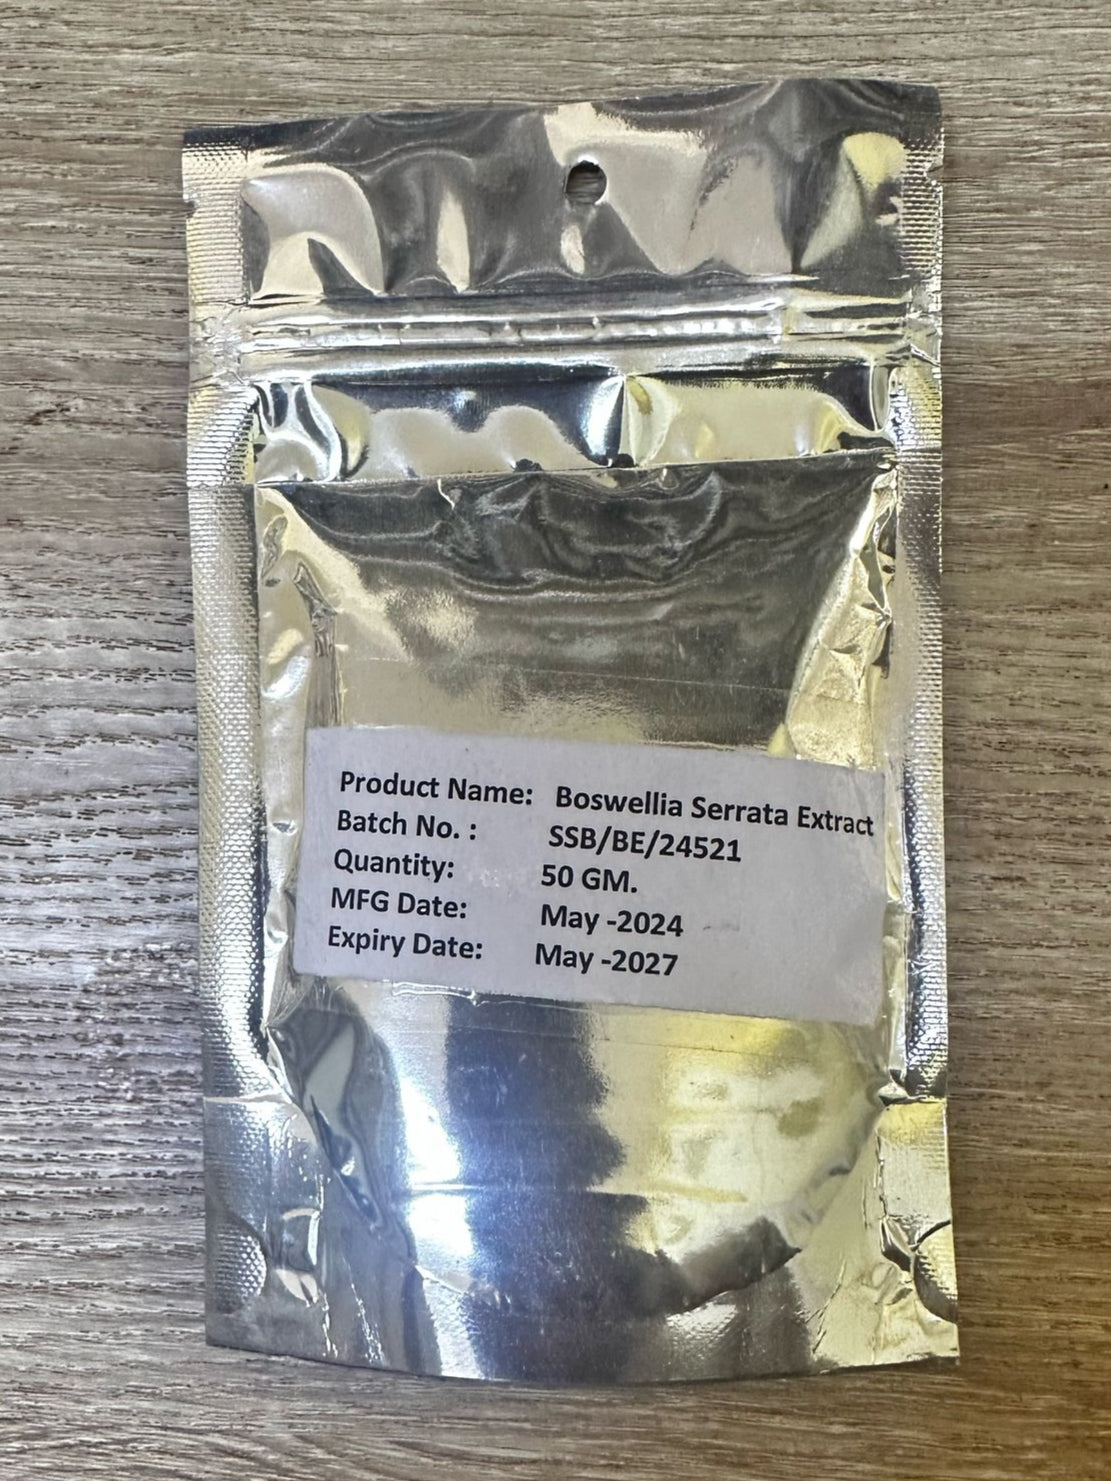 Product Name: Boswellia Serrata Extract
Batch No. : SSB/BE/24521
Quantity: 50 GM.
MFG Date: May -2024
Expiry Date: May -2027